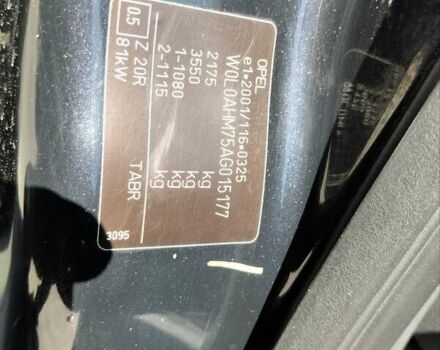 OPEL
e1*2001/116*0325
W0L0AHM75AG015177
2175 kg
3550 kg
1-1080 kg
2-1115 kg
0.5 Z 20R TABR
81kW
3095